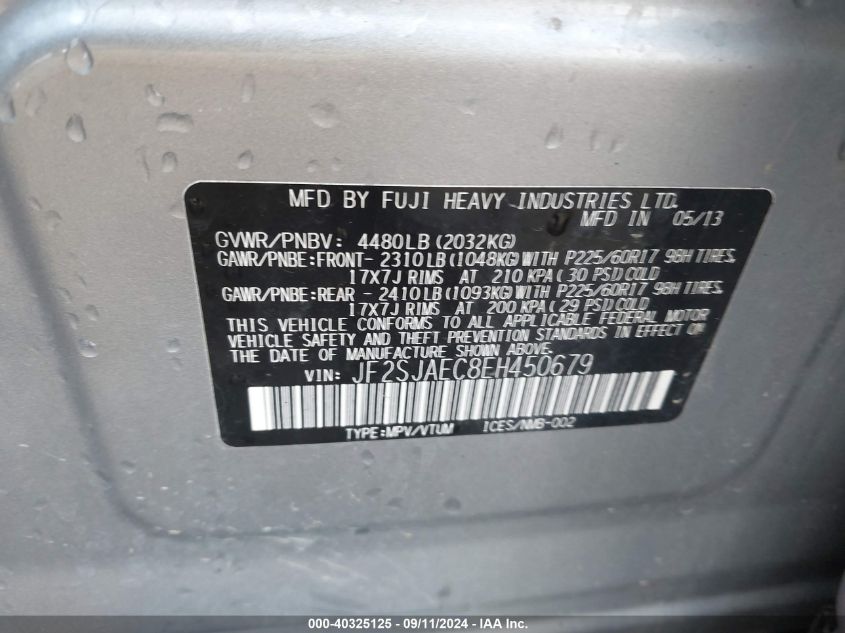 MFD BY FUJI HEAVY INDUSTRIES LTD.
MFD IN 05/13
GVWR/PNBV: 4480LB (2032KG)
GAWR/PNBE:FRONT- 2310LB (1048KG) WITH P225/60R17 98H TIRES,
17X7J RIMS AT 210 KPA ( 30 PSI) COLD
GAWR/PNBE:REAR - 2410LB (1093KG) WITH P225/60R17 98H TIRES,
17X7J RIMS AT 200 KPA ( 29 PSI) COLD
THIS VEHICLE CONFORMS TO ALL APPLICABLE FEDERAL MOTOR
VEHICLE SAFETY AND THEFT PREVENTION STANDARDS IN EFFECT ON
THE DATE OF MANUFACTURE SHOWN ABOVE.
VIN: JF2SJAEC8EH450679
TYPE:MPV/VTUM ICES/NMB-002
000-40325125 - 09/11/2024 - IAA, Inc.